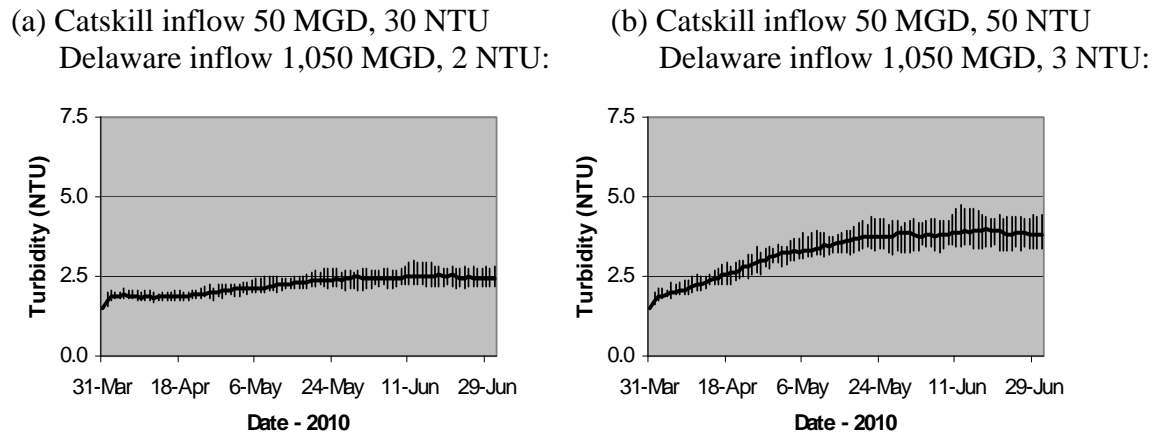 (a) Catskill inflow 50 MGD, 30 NTU
Delaware inflow 1,050 MGD, 2 NTU:
7.5
5.0
2.5
0.0
Turbidity (NTU)
31-Mar 18-Apr 6-May 24-May 11-Jun 29-Jun
Date - 2010
(b) Catskill inflow 50 MGD, 50 NTU
Delaware inflow 1,050 MGD, 3 NTU:
7.5
5.0
2.5
0.0
Turbidity (NTU)
31-Mar 18-Apr 6-May 24-May 11-Jun 29-Jun
Date - 2010